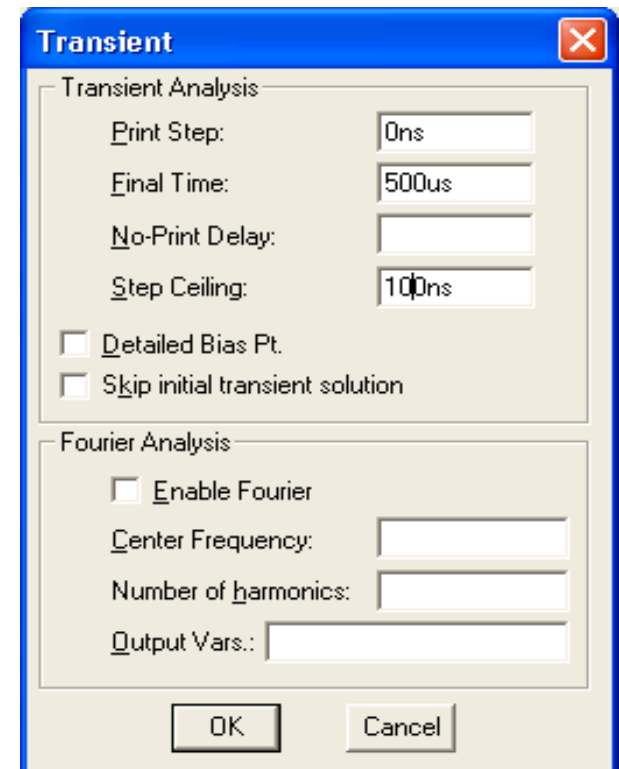 Transient
Transient Analysis
Print Step: 0ns
Final Time: 500us
No-Print Delay:
Step Ceiling: 100ns
Detailed Bias Pt.
Skip initial transient solution
Fourier Analysis
Enable Fourier
Center Frequency:
Number of harmonics:
Output Vars.:
OK Cancel